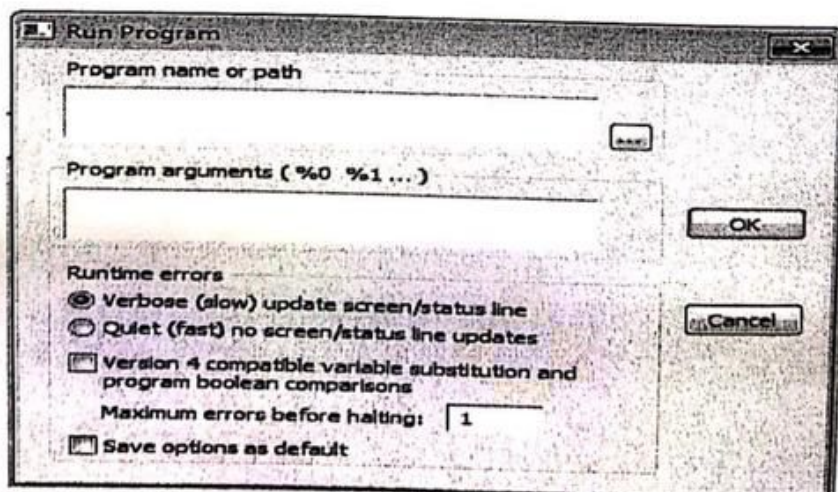 Run Program
Program name or path
...
Program arguments ( %0 %1 ... )
OK
Runtime errors
Verbose (slow) update screen/status line
Quiet (fast) no screen/status line updates
Cancel
Version 4 compatible variable substitution and
program boolean comparisons
Maximum errors before halting: 1
Save options as default